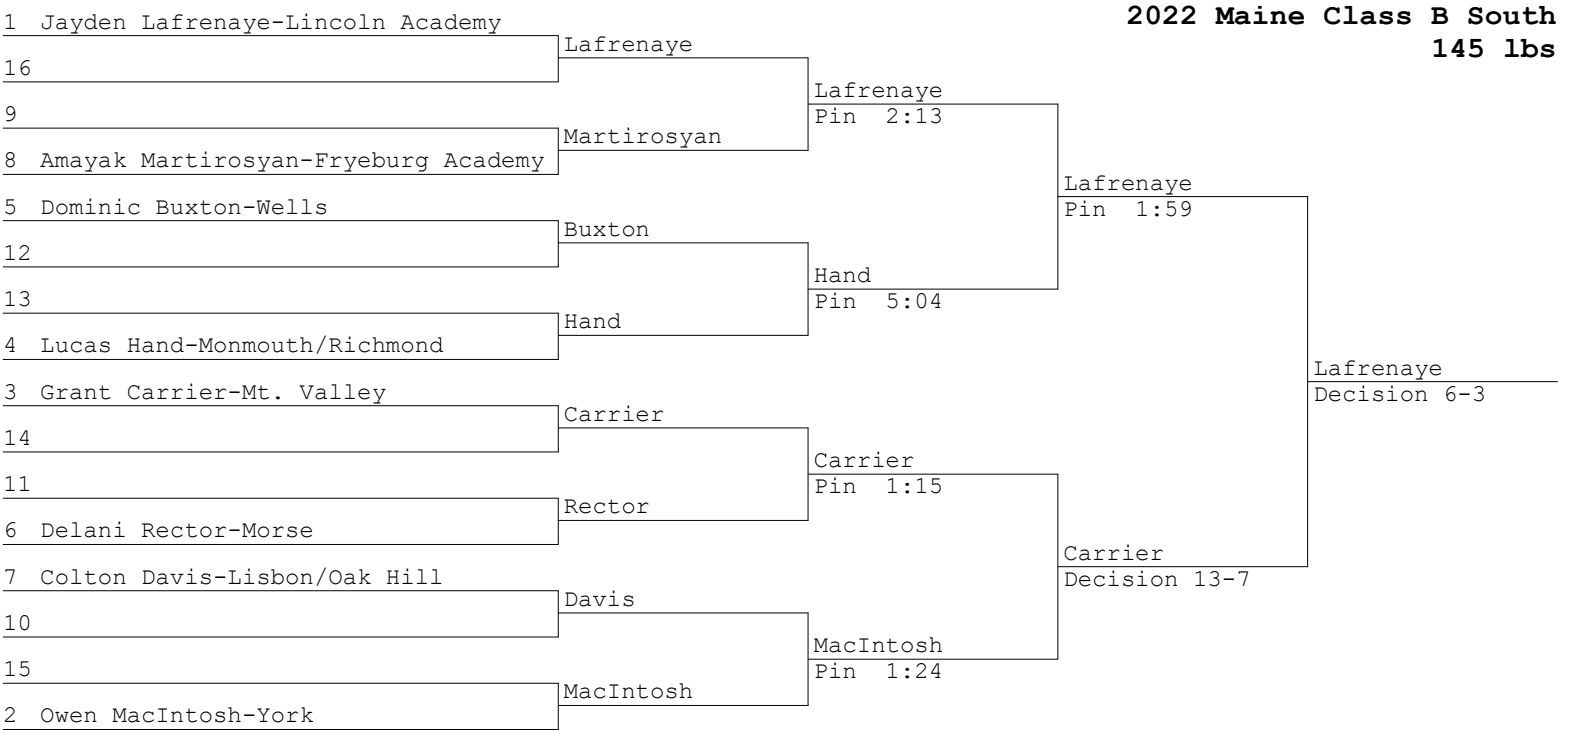 2022 Maine Class B South
145 lbs
1 Jayden Lafrenaye-Lincoln Academy
16
9
8 Amayak Martirosyan-Fryeburg Academy
5 Dominic Buxton-Wells
12
13
4 Lucas Hand-Monmouth/Richmond
3 Grant Carrier-Mt. Valley
14
11
6 Delani Rector-Morse
7 Colton Davis-Lisbon/Oak Hill
10
15
2 Owen MacIntosh-York
Lafrenaye
Martirosyan
Buxton
Hand
Carrier
Rector
Davis
MacIntosh
Lafrenaye
Pin 2:13
Hand
Pin 5:04
Carrier
Pin 1:15
MacIntosh
Pin 1:24
Lafrenaye
Pin 1:59
Carrier
Decision 13-7
Lafrenaye
Decision 6-3